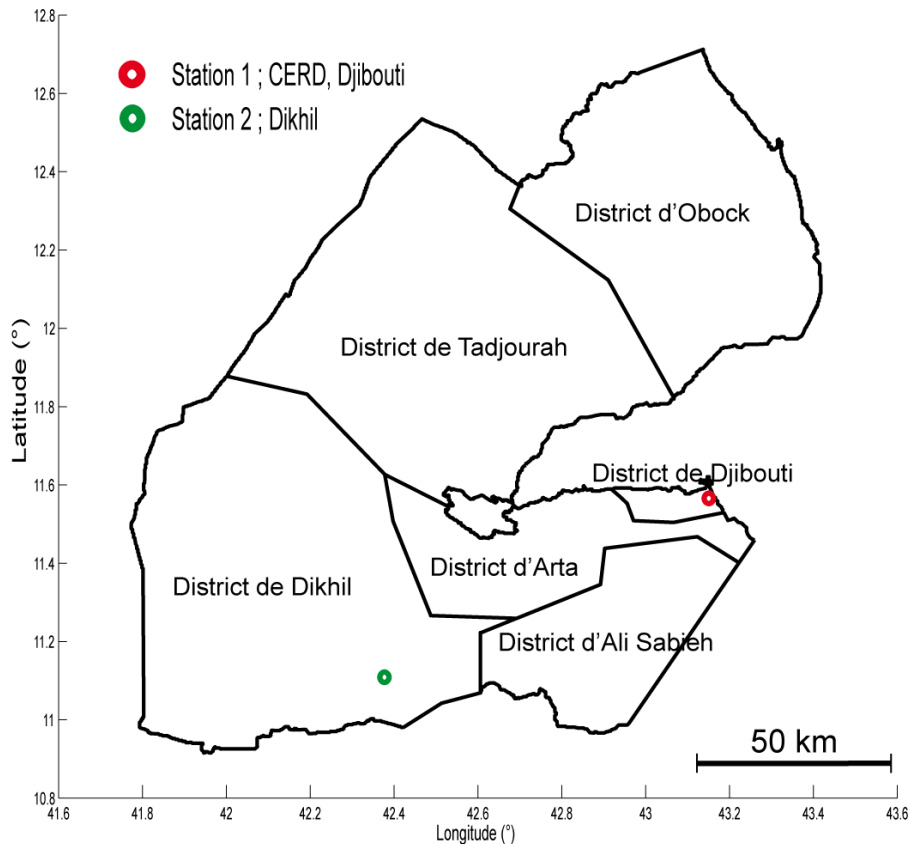 Station 1 ; CERD, Djibouti
Station 2 ; Dikhil
District d'Obock
District de Tadjourah
District de Djibouti
District d'Arta
District de Dikhil
District d'Ali Sabieh
50 km
Latitude (°)
12.8
12.6
12.4
12.2
12
11.8
11.6
11.4
11.2
11
10.8
41.6 41.8 42 42.2 42.4 42.6 42.8 43 43.2 43.4 43.6
Longitude (°)